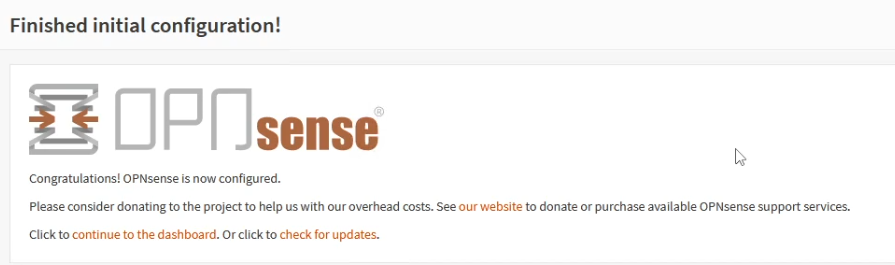 Finished initial configuration!
OPNsense®
Congratulations! OPNsense is now configured.
Please consider donating to the project to help us with our overhead costs. See our website to donate or purchase available OPNsense support services.
Click to continue to the dashboard. Or click to check for updates.